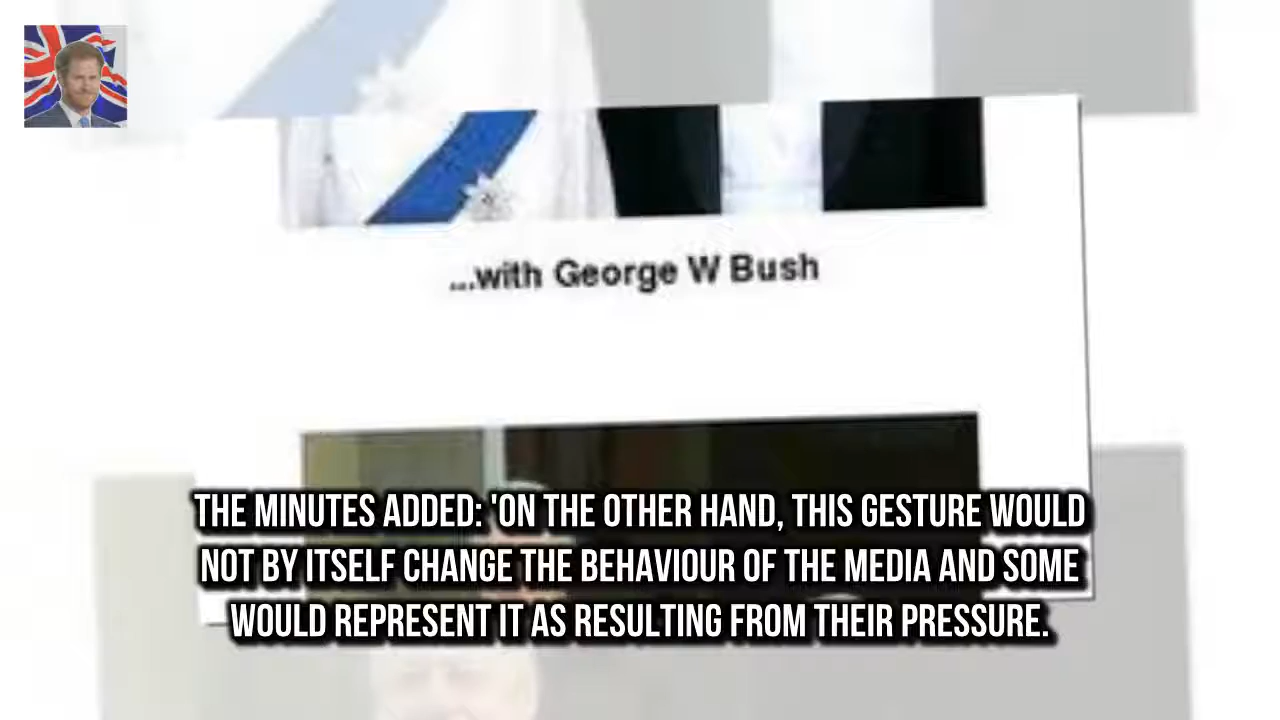 ...with George W Bush
THE MINUTES ADDED: 'ON THE OTHER HAND, THIS GESTURE WOULD
NOT BY ITSELF CHANGE THE BEHAVIOUR OF THE MEDIA AND SOME
WOULD REPRESENT IT AS RESULTING FROM THEIR PRESSURE.